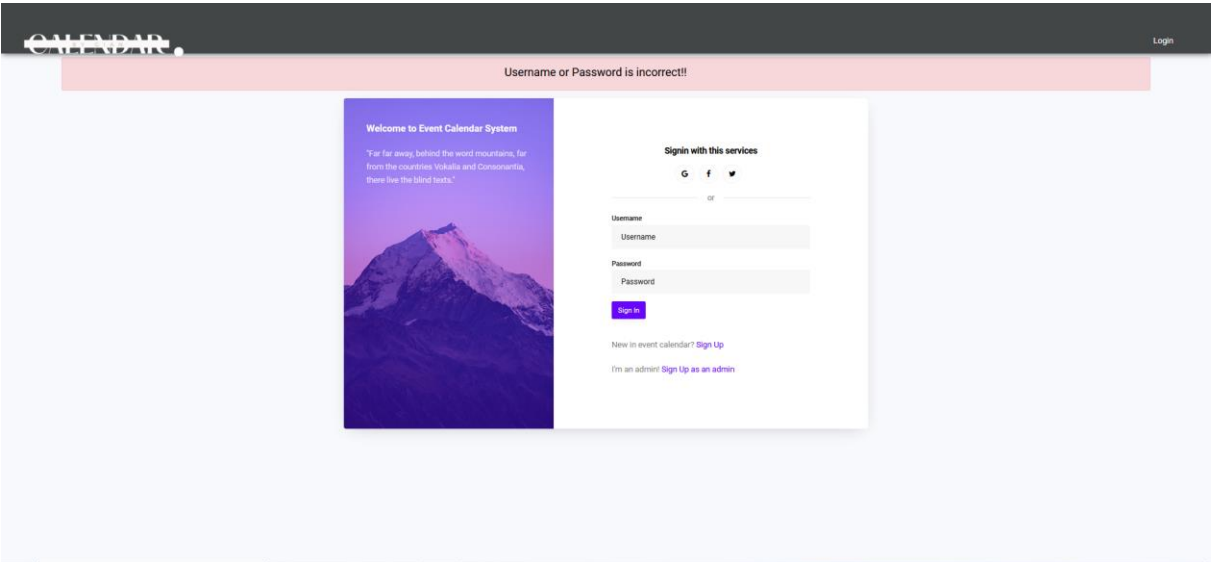 CALENDAR
Login
Username or Password is incorrect!!
Welcome to Event Calendar System
"Far far away, behind the word mountains, far
from the countries Vokalia and Consonantia,
there live the blind texts."
Signin with this services
or
Username
Username
Password
Password
Sign In
New in event calendar? Sign Up
I'm an admin! Sign Up as an admin